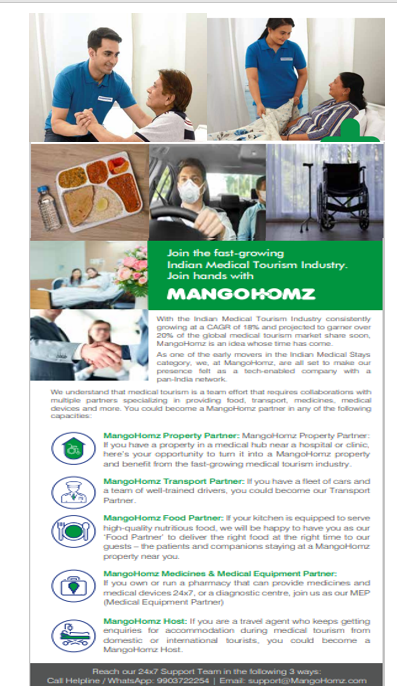 Join the fast-growing
Indian Medical Tourism Industry.
Join hands with
MANGOHOMZ
With the Indian Medical Tourism Industry consistently
growing at a CAGR of 18% and projected to garner over
20% of the global medical tourism market share soon,
MangoHomz is an idea whose time has come.
As one of the early movers in the Indian Medical Stays
category, we, at MangoHomz, are all set to make our
presence felt as a tech-enabled company with a
pan-India network.
We understand that medical tourism is a team effort that requires collaborations with
multiple partners specializing in providing food, transport, medicines, medical
devices and more. You could become a MangoHomz partner in any of the following
capacities:
MangoHomz Property Partner: MangoHomz Property Partner:
If you have a property in a medical hub near a hospital or clinic,
here's your opportunity to turn it into a MangoHomz property
and benefit from the fast-growing medical tourism industry.
MangoHomz Transport Partner: If you have a fleet of cars and
a team of well-trained drivers, you could become our Transport
Partner.
MangoHomz Food Partner: If your kitchen is equipped to serve
high-quality nutritious food, we will be happy to have you as our
'Food Partner' to deliver the right food at the right time to our
guests – the patients and companions staying at a MangoHomz
property near you.
MangoHomz Medicines & Medical Equipment Partner:
If you own or run a pharmacy that can provide medicines and
medical devices 24x7, or a diagnostic centre, join us as our MEP
(Medical Equipment Partner)
MangoHomz Host: If you are a travel agent who keeps getting
enquiries for accommodation during medical tourism from
domestic or international tourists, you could become a
MangoHomz Host.
Reach our 24x7 Support Team in the following 3 ways:
Call Helpline / WhatsApp: 9903722254 | Email: support@MangoHomz.com